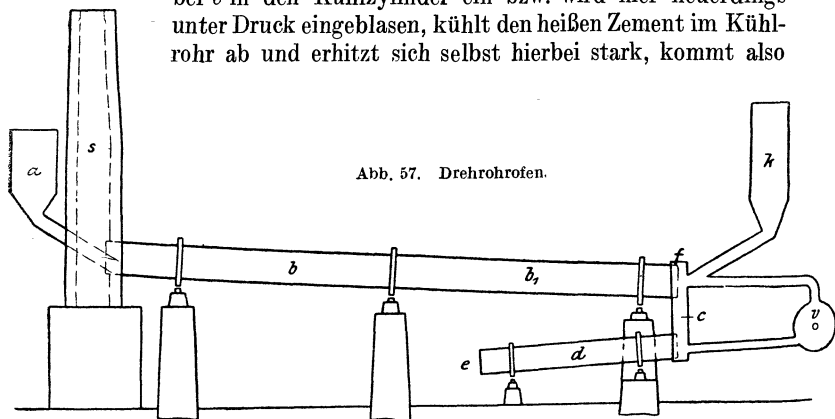 bei v in den Kühlzylinder ein bzw. wird hier neuerdings
unter Druck eingeblasen, kühlt den heißen Zement im Kühl-
rohr ab und erhitzt sich selbst hierbei stark, kommt also
Abb. 57. Drehrohrofen.
a
s
k
b
b₁
f
c
v
d
e